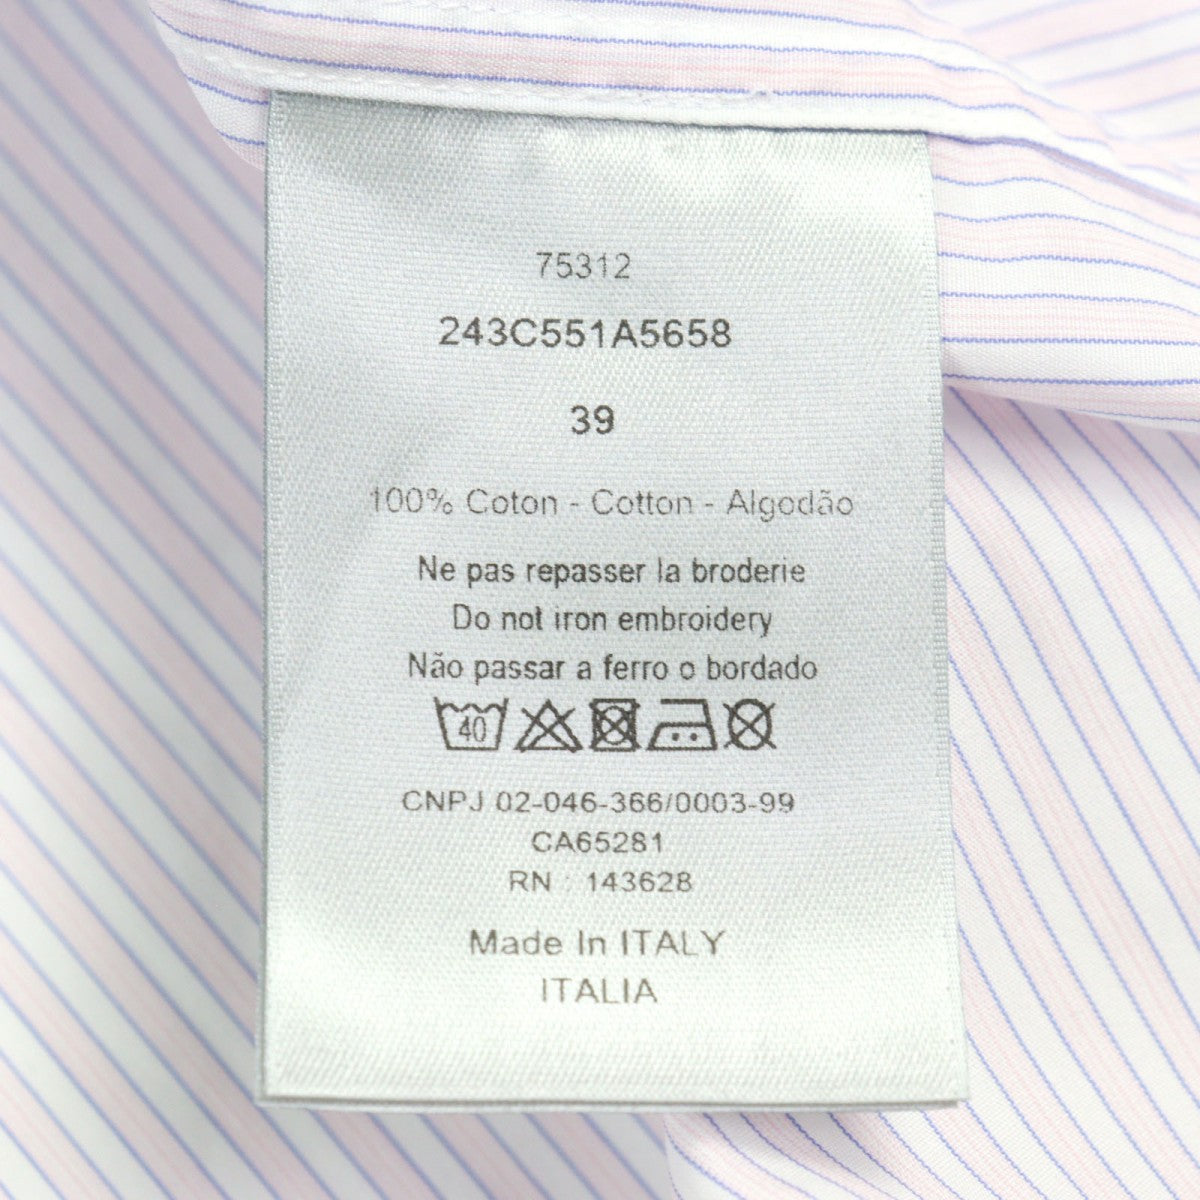 75312
243C551A5658
39
100% Coton - Cotton - Algodão
Ne pas repasser la broderie
Do not iron embroidery
Não passar a ferro o bordado
40
CNPJ 02-046-366/0003-99
CA65281
RN : 143628
Made In ITALY
ITALIA